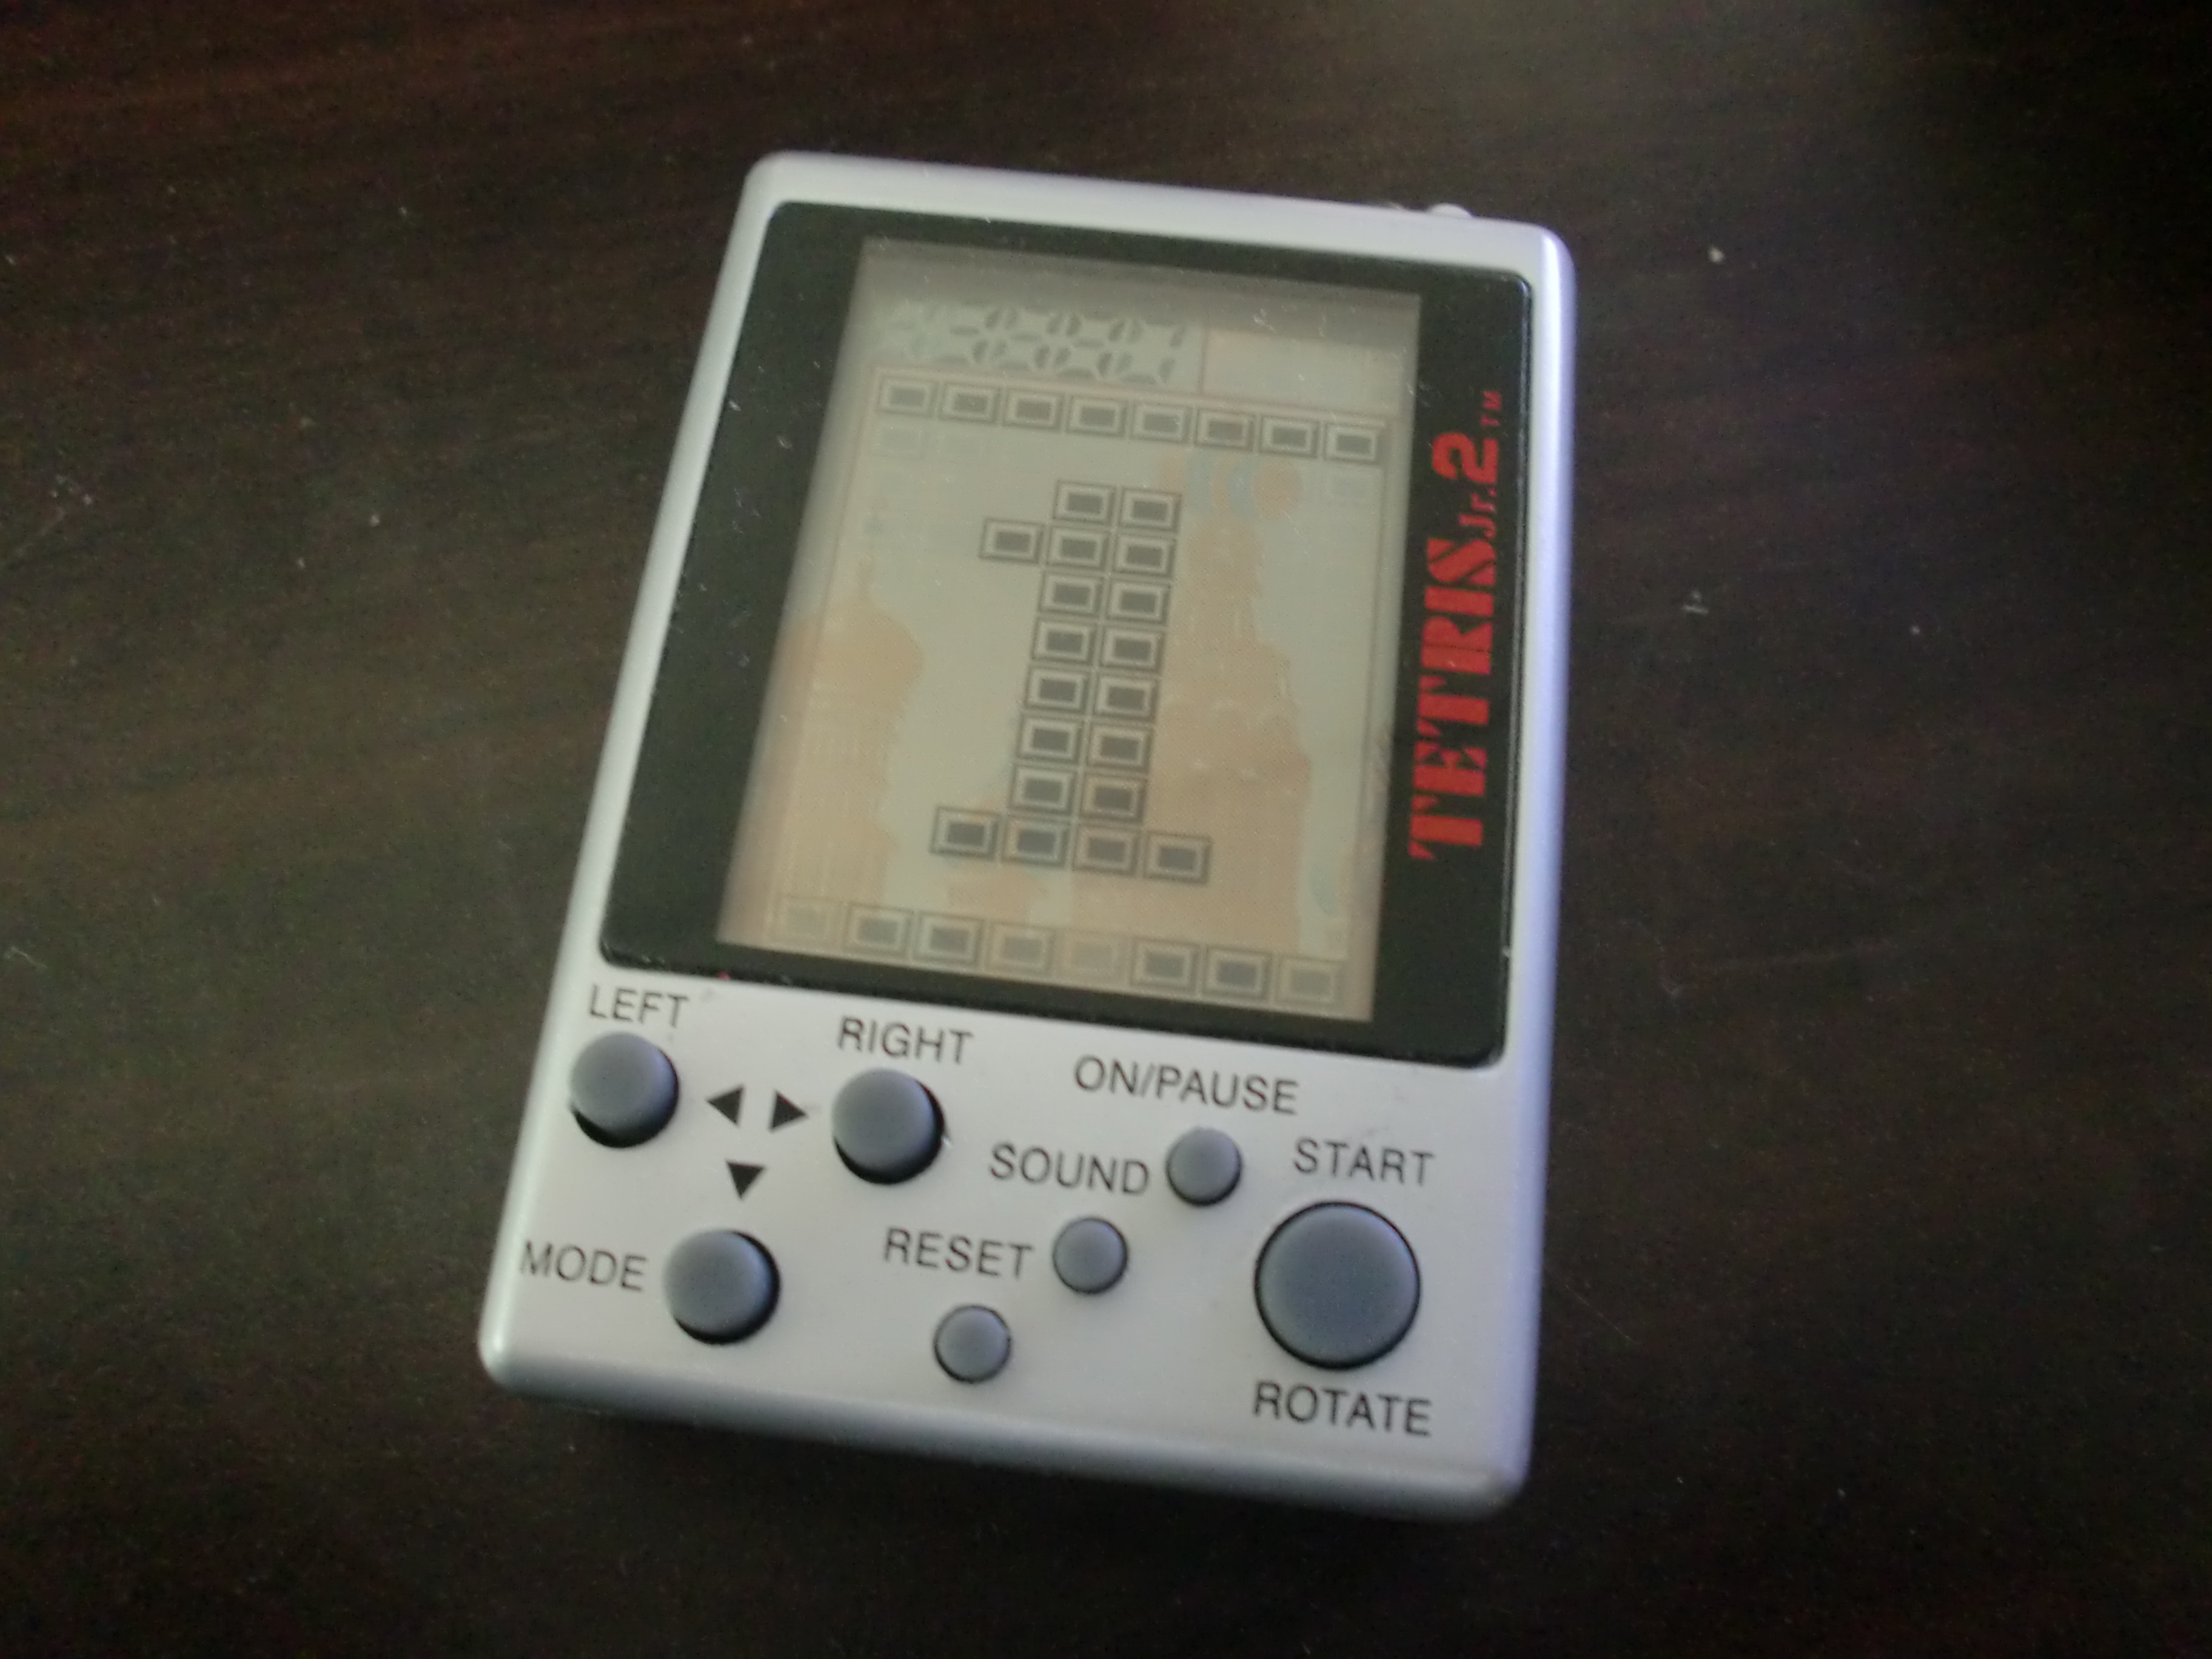 TETRIS Jr. 2™
LEFT
RIGHT
ON/PAUSE
SOUND
START
RESET
MODE
ROTATE